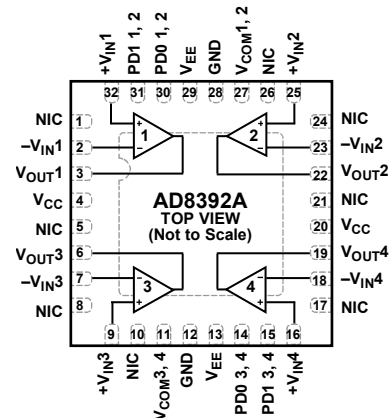 +VIN1
PD1 1, 2
PD0 1, 2
VEE
GND
VCOM1, 2
NIC
+VIN2
32 31 30 29 28 27 26 25
NIC 1
–VIN1 2
VOUT1 3
VCC 4
NIC 5
VOUT3 6
–VIN3 7
NIC 8
24 NIC
23 –VIN2
22 VOUT2
21 NIC
20 VCC
19 VOUT4
18 –VIN4
17 NIC
+ – 1
+ – 2
AD8392A
TOP VIEW
(Not to Scale)
– + 3
– + 4
9 10 11 12 13 14 15 16
+VIN3
NIC
VCOM3, 4
GND
VEE
PD0 3, 4
PD1 3, 4
+VIN4